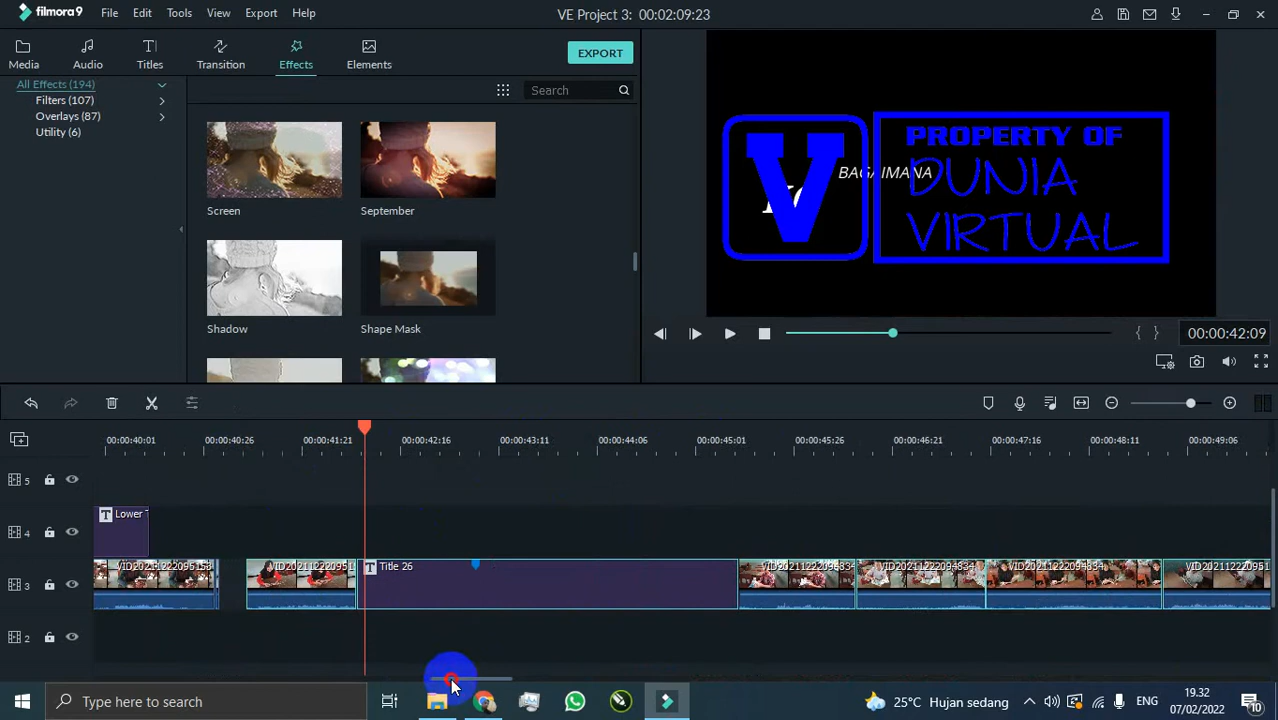 filmora9 File Edit Tools View Export Help VE Project 3: 00:02:09:23
Media Audio Titles Transition Effects Elements EXPORT
All Effects (194)
Filters (107)
Overlays (87)
Utility (6)
Search
Screen September
Shadow Shape Mask
BAGAIMANA
V
PROPERTY OF
DUNIA
VIRTUAL
00:00:42:09
00:00:40:01 00:00:40:26 00:00:41:21 00:00:42:16 00:00:43:11 00:00:44:06 00:00:45:01 00:00:45:26 00:00:46:21 00:00:47:16 00:00:48:11 00:00:49:06
5
4 T Lower
3 T Title 26
2
Type here to search
25°C Hujan sedang ENG
19.32
07/02/2022
10